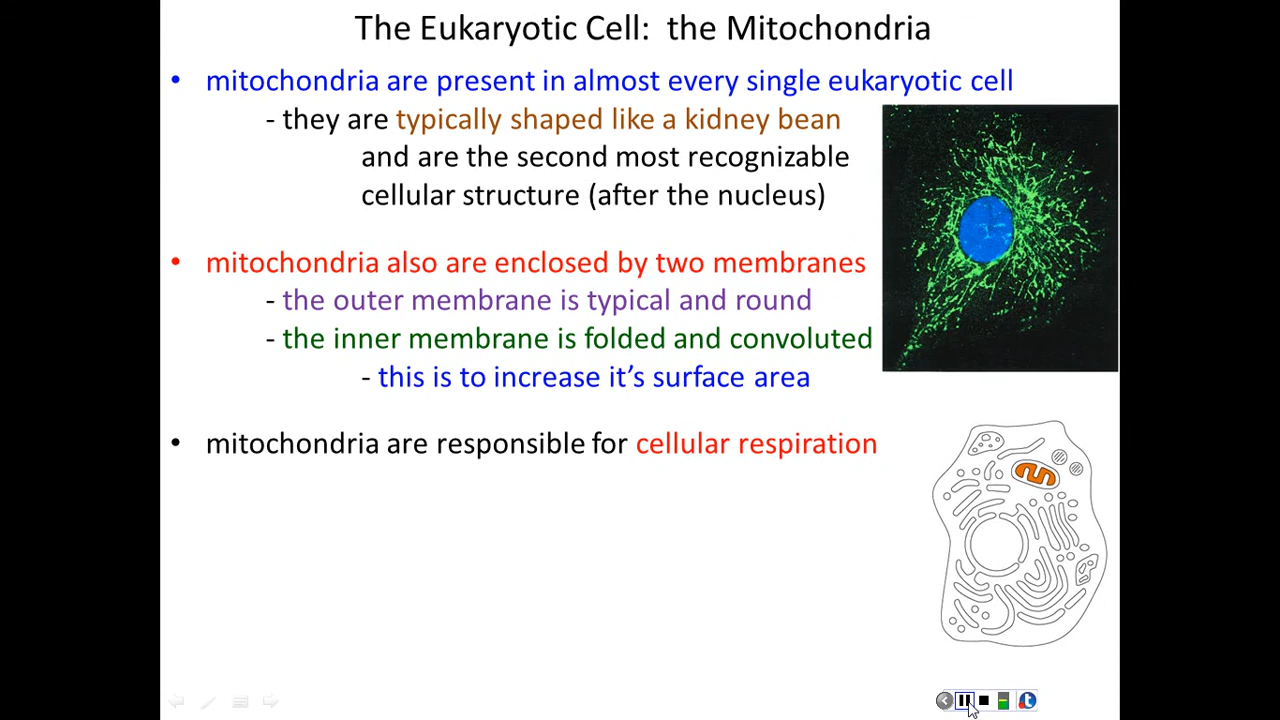 The Eukaryotic Cell:  the Mitochondria
• mitochondria are present in almost every single eukaryotic cell
- they are typically shaped like a kidney bean
and are the second most recognizable
cellular structure (after the nucleus)
• mitochondria also are enclosed by two membranes
- the outer membrane is typical and round
- the inner membrane is folded and convoluted
- this is to increase it’s surface area
• mitochondria are responsible for cellular respiration